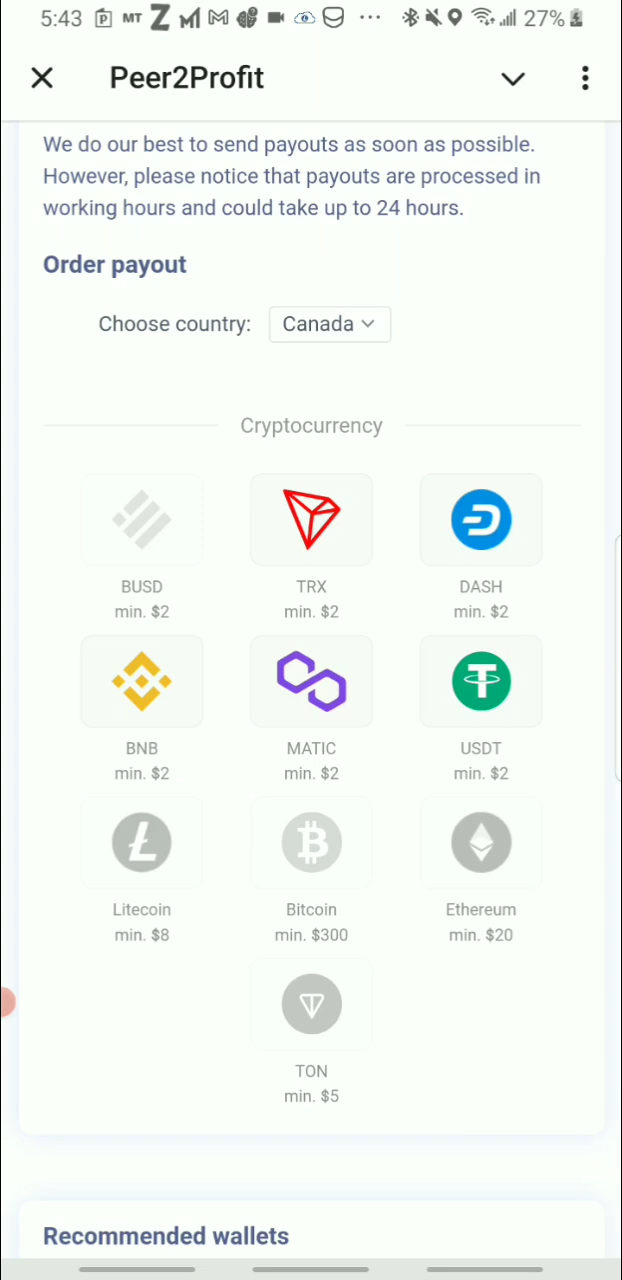 5:43 P MT Z M M ... 27%
Peer2Profit
We do our best to send payouts as soon as possible.
However, please notice that payouts are processed in
working hours and could take up to 24 hours.
Order payout
Choose country: Canada
Cryptocurrency
BUSD TRX DASH
min. $2 min. $2 min. $2
BNB MATIC USDT
min. $2 min. $2 min. $2
Litecoin Bitcoin Ethereum
min. $8 min. $300 min. $20
TON
min. $5
Recommended wallets